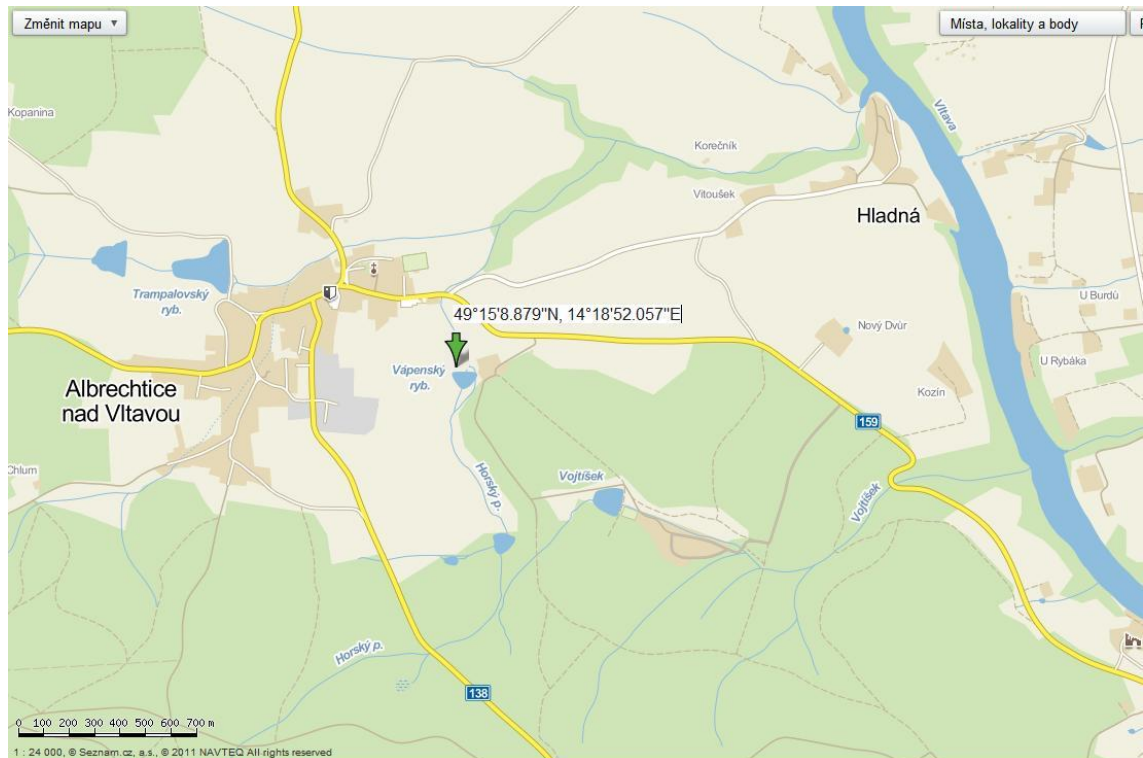 Změnit mapu ▼
Místa, lokality a body
Kopanina
Vltava
Korečník
Vitoušek
Hladná
Trampalovský
ryb.
49°15'8.879"N, 14°18'52.057"E
U Burdù
Nový Dvůr
U Rybáka
Vápenský
ryb.
Albrechtice
nad Vltavou
Kozín
159
Chlum
Horský p.
Vojtíšek
Vojtíšek
Horský p.
138
0 100 200 300 400 500 600 700 m
1 : 24 000, © Seznam.cz, a.s., © 2011 NAVTEQ All rights reserved